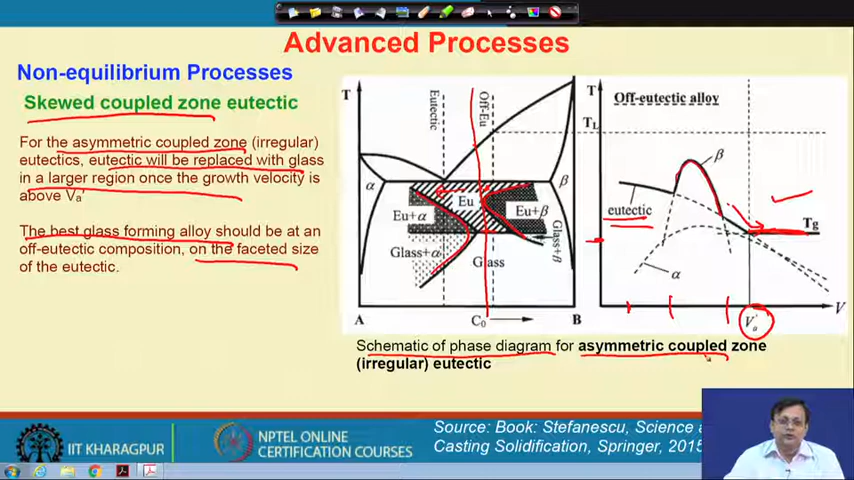 Advanced Processes
Non-equilibrium Processes
Skewed coupled zone eutectic
For the asymmetric coupled zone (irregular)
eutectics, eutectic will be replaced with glass
in a larger region once the growth velocity is
above Va'
The best glass forming alloy should be at an
off-eutectic composition, on the faceted size
of the eutectic.
T
Eutectic
Off-Eu
α
β
Eu
Eu+α
Eu+β
Glass+α
Glass
Glass+β
A
C₀
B
T
Off-eutectic alloy
TL
β
eutectic
Tg
α
Va'
V
Schematic of phase diagram for asymmetric coupled zone
(irregular) eutectic
IIT KHARAGPUR
NPTEL ONLINE
CERTIFICATION COURSES
Source: Book: Stefanescu, Science
Casting Solidification, Springer, 2015